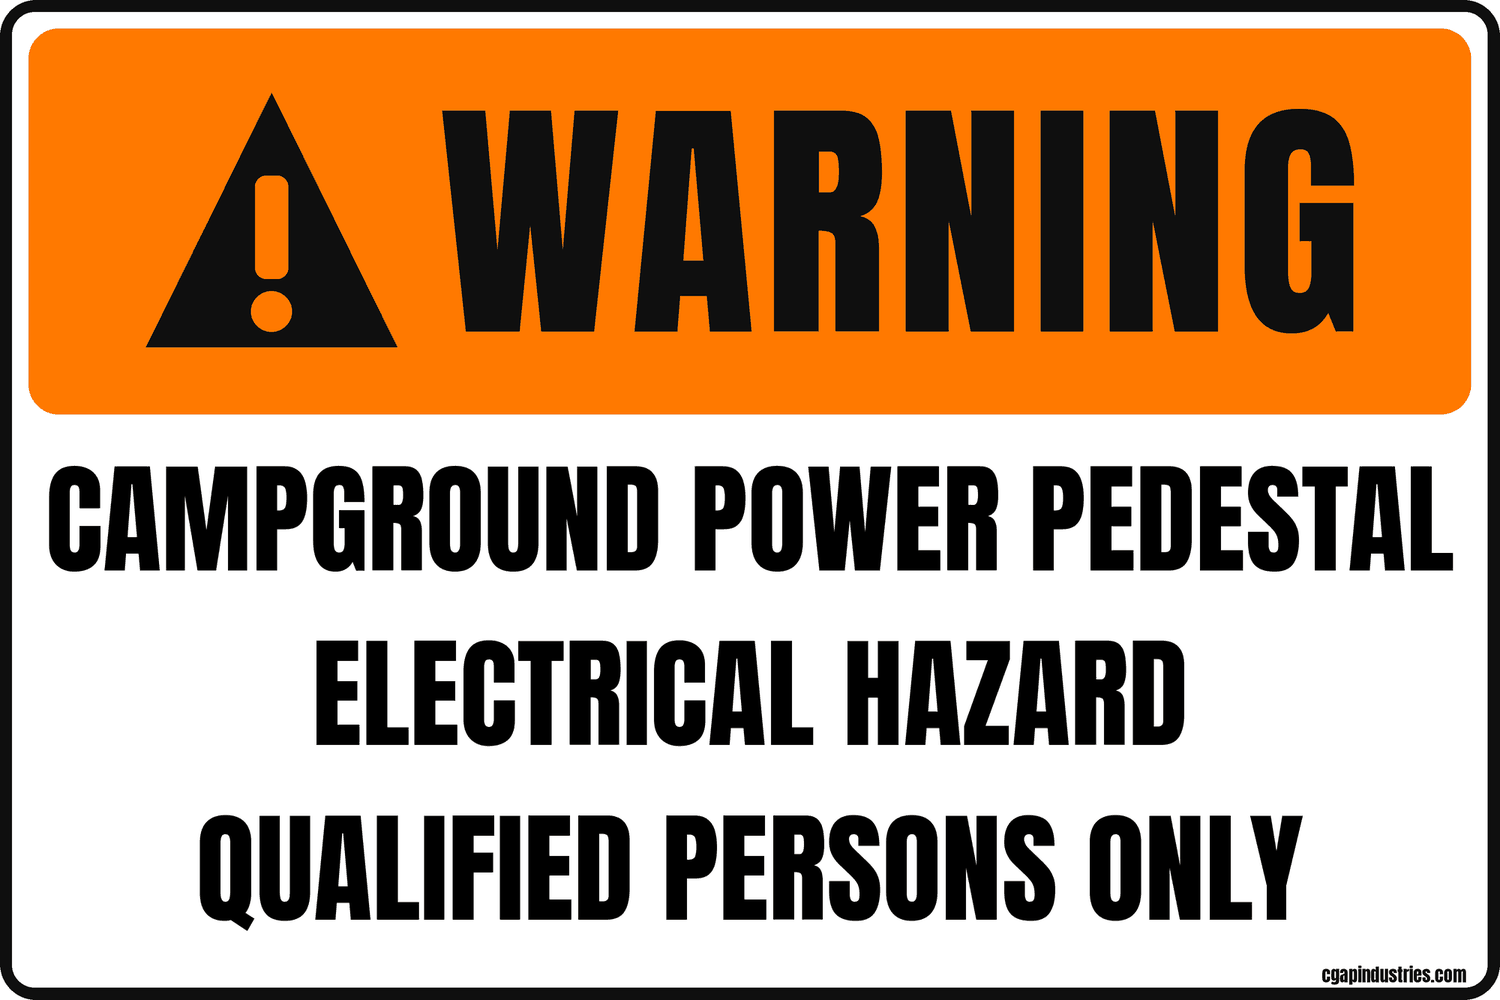 WARNING
CAMPGROUND POWER PEDESTAL
ELECTRICAL HAZARD
QUALIFIED PERSONS ONLY
cgapindustries.com